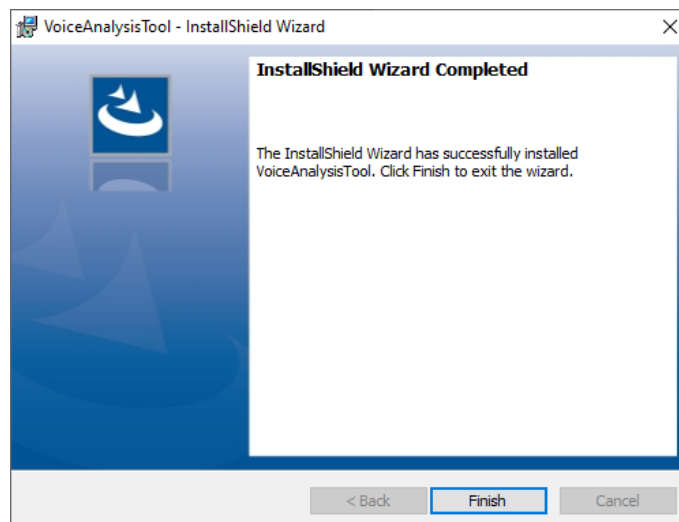 VoiceAnalysisTool - InstallShield Wizard
InstallShield Wizard Completed
The InstallShield Wizard has successfully installed
VoiceAnalysisTool. Click Finish to exit the wizard.
< Back
Finish
Cancel